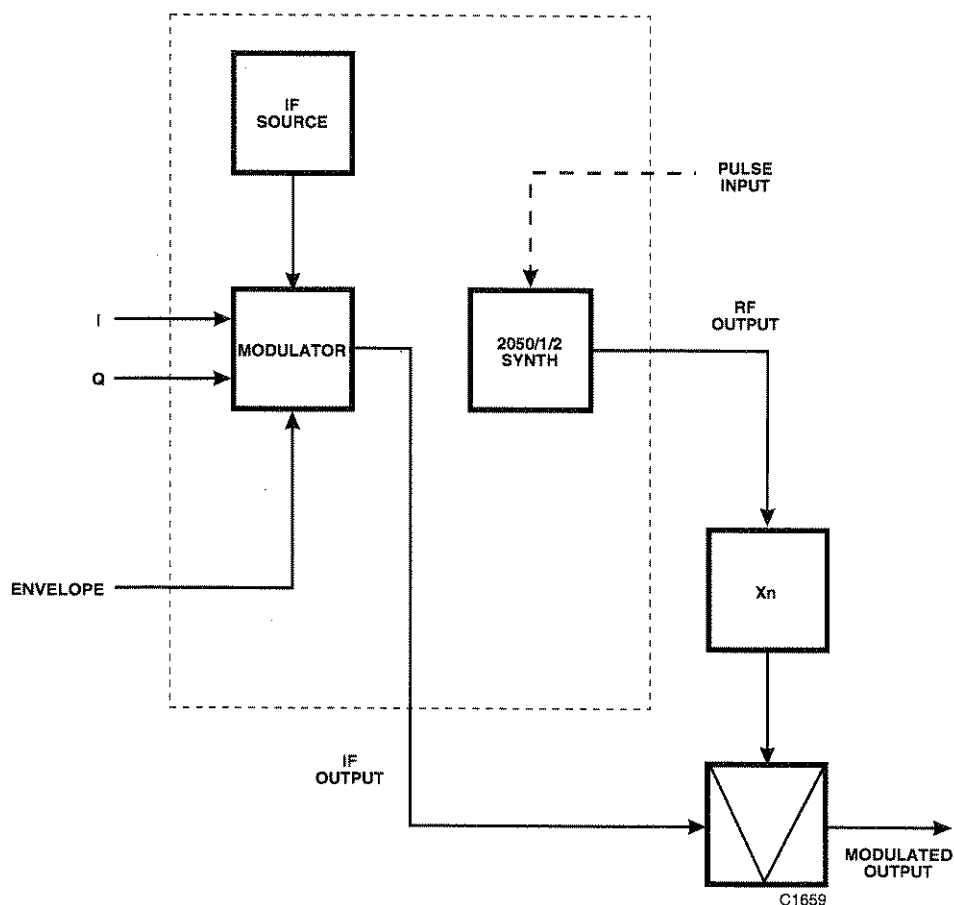 IF
SOURCE
PULSE
INPUT
I
Q
MODULATOR
2050/1/2
SYNTH
RF
OUTPUT
ENVELOPE
Xn
IF
OUTPUT
MODULATED
OUTPUT
C1659